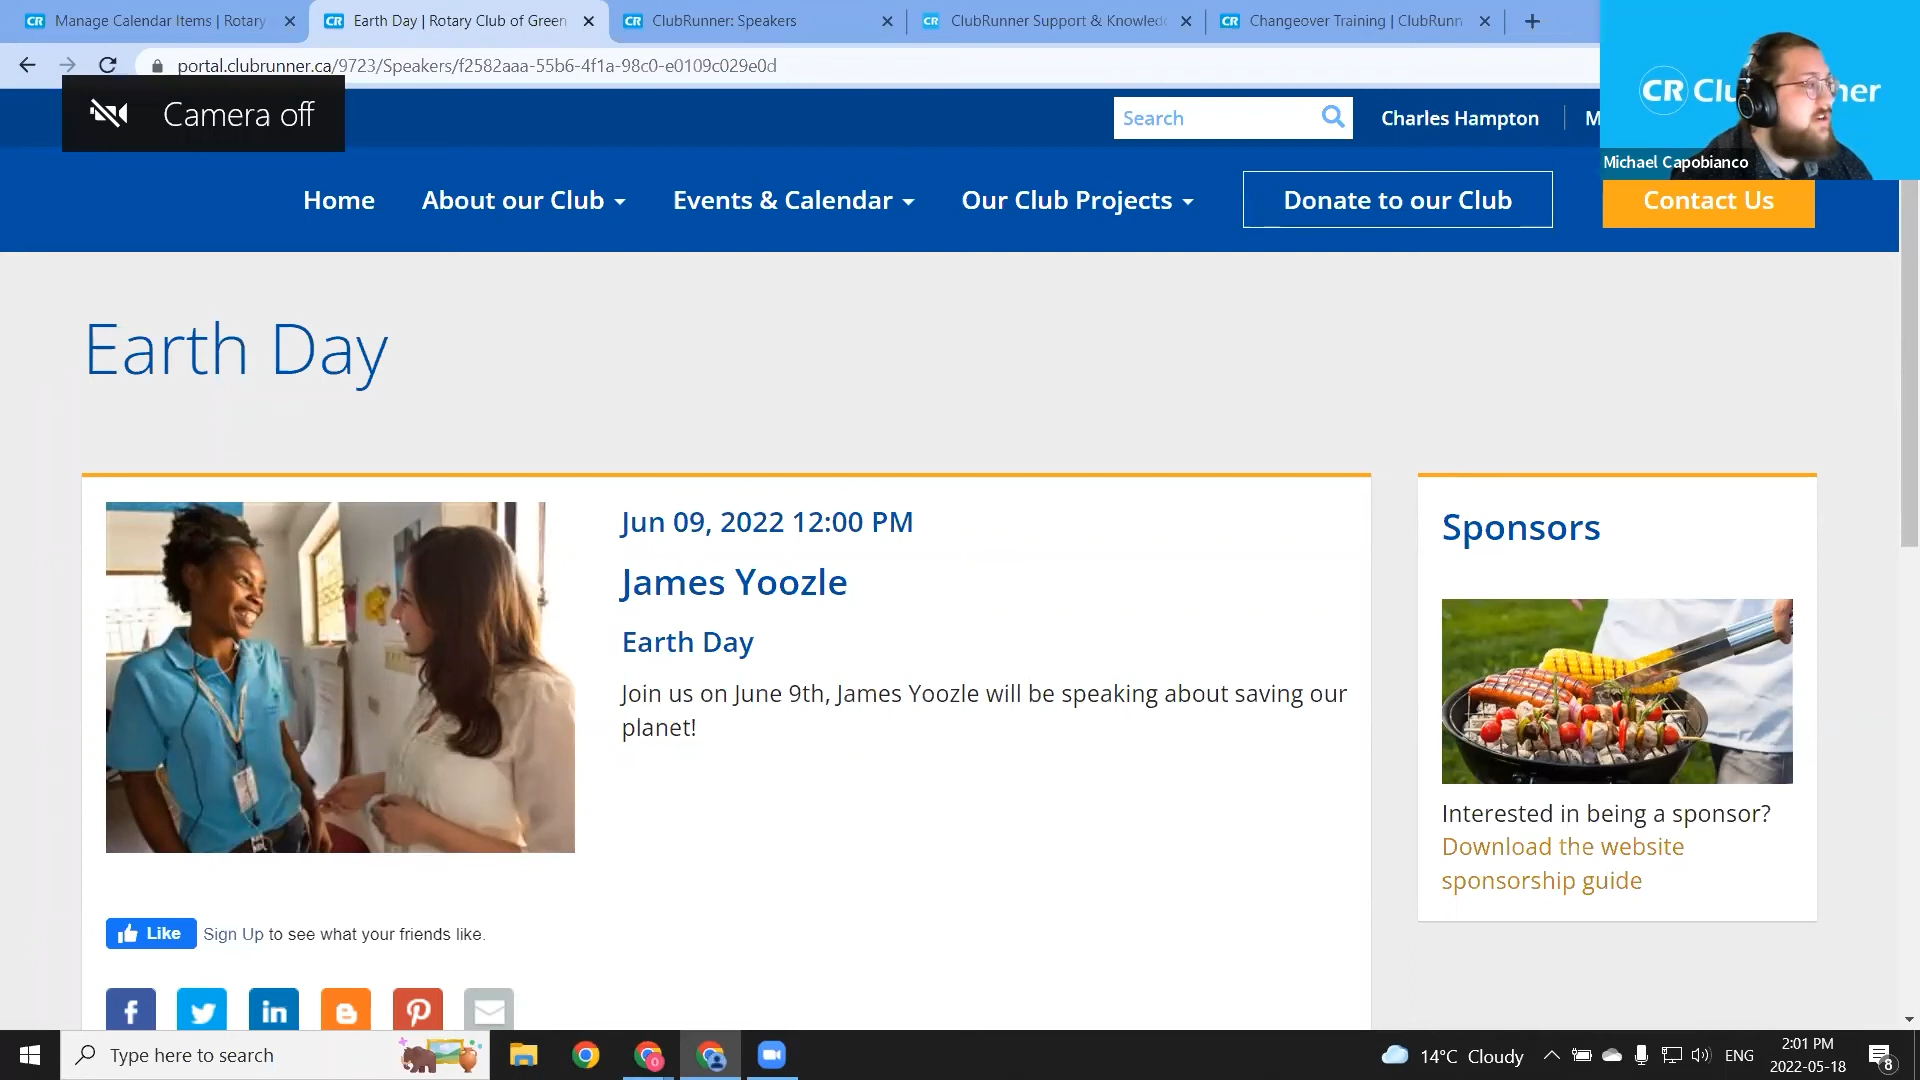 Manage Calendar Items | Rotary
Earth Day | Rotary Club of Green
ClubRunner: Speakers
ClubRunner Support & Knowled
Changeover Training | ClubRunn
portal.clubrunner.ca/9723/Speakers/f2582aaa-55b6-4f1a-98c0-e0109c029e0d
Camera off
Search
Charles Hampton
M
CR Clu ner
Michael Capobianco
Home
About our Club
Events & Calendar
Our Club Projects
Donate to our Club
Contact Us
Earth Day
Jun 09, 2022 12:00 PM
James Yoozle
Earth Day
Join us on June 9th, James Yoozle will be speaking about saving our
planet!
Sponsors
Interested in being a sponsor?
Download the website
sponsorship guide
Like
Sign Up to see what your friends like.
Type here to search
14°C Cloudy
ENG
2:01 PM
2022-05-18
8